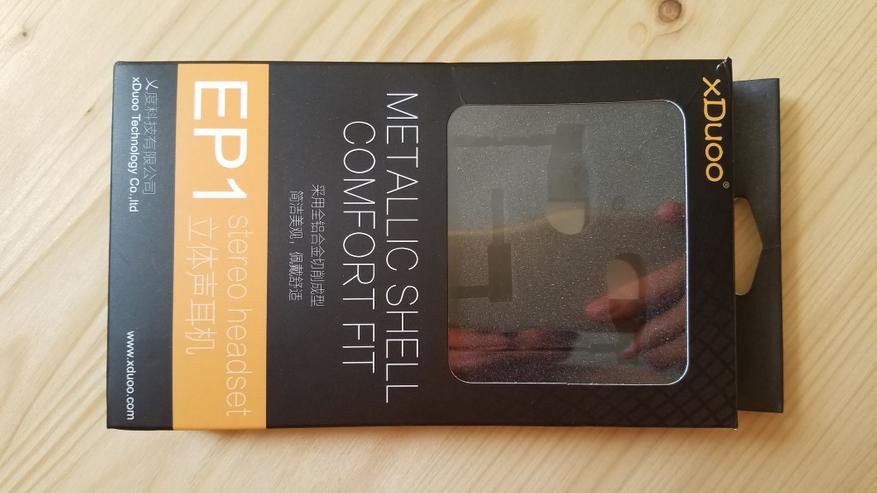 xDuoo®
METALLIC SHELL
COMFORT FIT
采用全铝合金切削成型
简洁美观，佩戴舒适
EP1 stereo headset
立体声耳机
乂度科技有限公司
xDuoo Technology Co.,ltd
www.xduoo.com